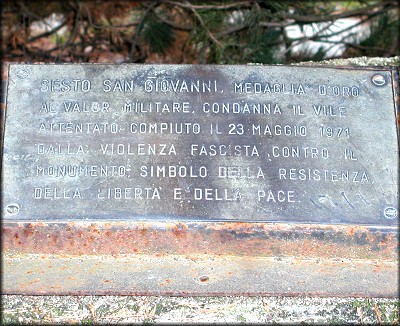 SESTO SAN GIOVANNI, MEDAGLIA D'ORO
AL VALOR MILITARE, CONDANNA IL VILE
ATTENTATO COMPIUTO IL 23 MAGGIO 1971
DALLA VIOLENZA FASCISTA CONTRO IL
MONUMENTO SIMBOLO DELLA RESISTENZA,
DELLA LIBERTA' E DELLA PACE.